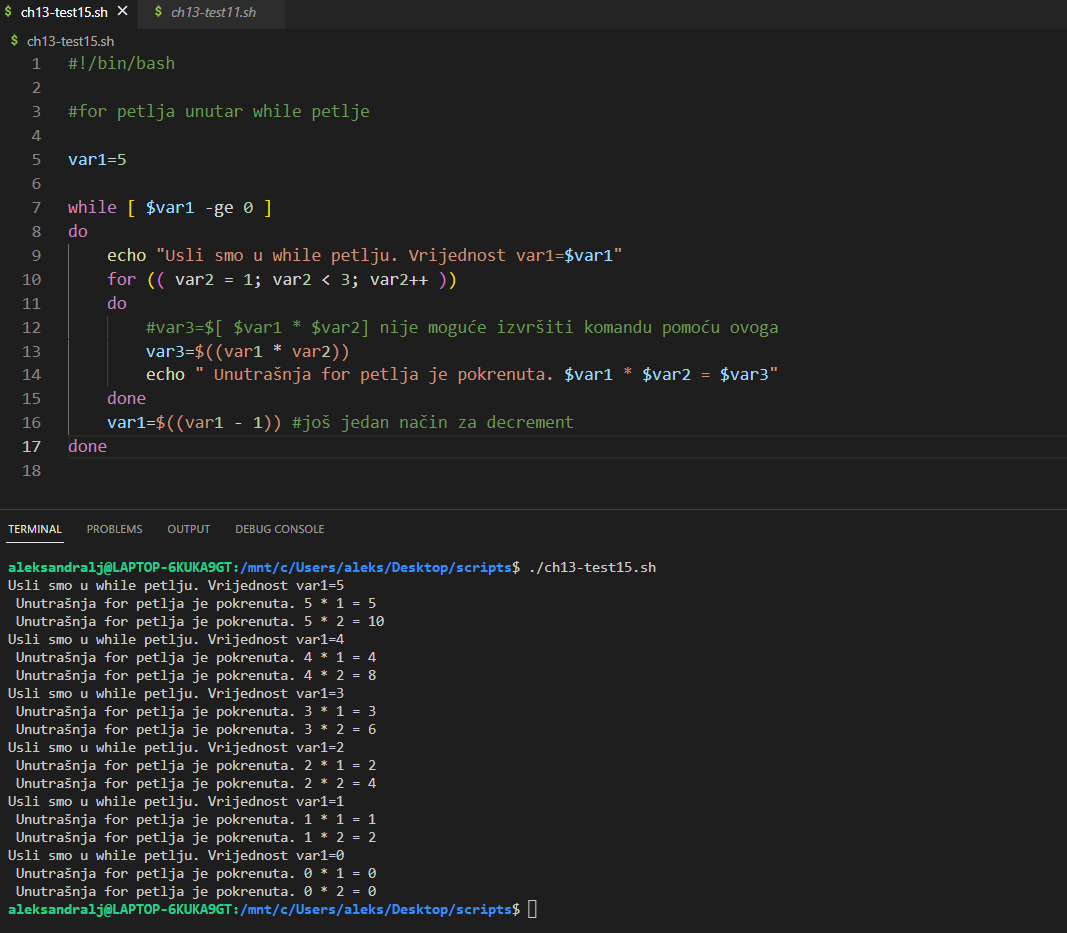 $ ch13-test15.sh ✕ $ ch13-test11.sh
$ ch13-test15.sh
1 #!/bin/bash
2
3 #for petlja unutar while petlje
4
5 var1=5
6
7 while [ $var1 -ge 0 ]
8 do
9 echo "Usli smo u while petlju. Vrijednost var1=$var1"
10 for (( var2 = 1; var2 < 3; var2++ ))
11 do
12 #var3=$[ $var1 * $var2] nije moguće izvršiti komandu pomoću ovoga
13 var3=$((var1 * var2))
14 echo " Unutrašnja for petlja je pokrenuta. $var1 * $var2 = $var3"
15 done
16 var1=$((var1 - 1)) #još jedan način za decrement
17 done
18
TERMINAL PROBLEMS OUTPUT DEBUG CONSOLE
aleksandralj@LAPTOP-6KUKA9GT:/mnt/c/Users/aleks/Desktop/scripts$ ./ch13-test15.sh
Usli smo u while petlju. Vrijednost var1=5
Unutrašnja for petlja je pokrenuta. 5 * 1 = 5
Unutrašnja for petlja je pokrenuta. 5 * 2 = 10
Usli smo u while petlju. Vrijednost var1=4
Unutrašnja for petlja je pokrenuta. 4 * 1 = 4
Unutrašnja for petlja je pokrenuta. 4 * 2 = 8
Usli smo u while petlju. Vrijednost var1=3
Unutrašnja for petlja je pokrenuta. 3 * 1 = 3
Unutrašnja for petlja je pokrenuta. 3 * 2 = 6
Usli smo u while petlju. Vrijednost var1=2
Unutrašnja for petlja je pokrenuta. 2 * 1 = 2
Unutrašnja for petlja je pokrenuta. 2 * 2 = 4
Usli smo u while petlju. Vrijednost var1=1
Unutrašnja for petlja je pokrenuta. 1 * 1 = 1
Unutrašnja for petlja je pokrenuta. 1 * 2 = 2
Usli smo u while petlju. Vrijednost var1=0
Unutrašnja for petlja je pokrenuta. 0 * 1 = 0
Unutrašnja for petlja je pokrenuta. 0 * 2 = 0
aleksandralj@LAPTOP-6KUKA9GT:/mnt/c/Users/aleks/Desktop/scripts$